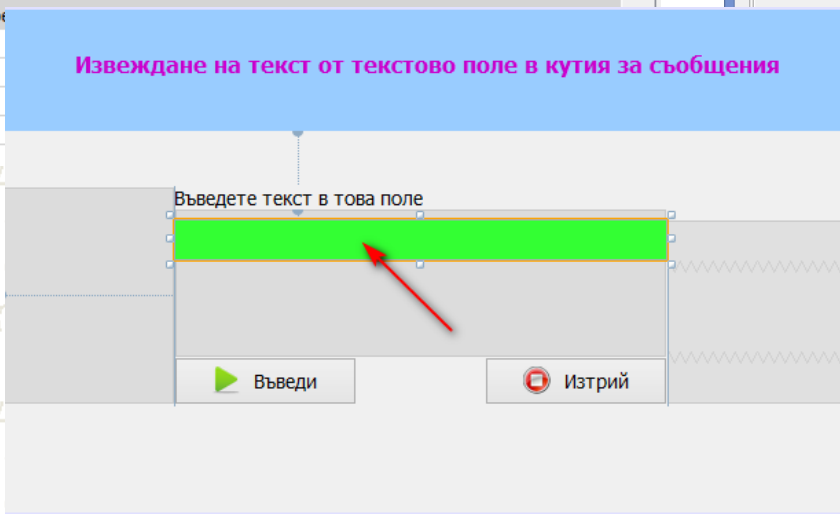 Извеждане на текст от текстово поле в кутия за съобщения
Въведете текст в това поле
Въведи
Изтрий